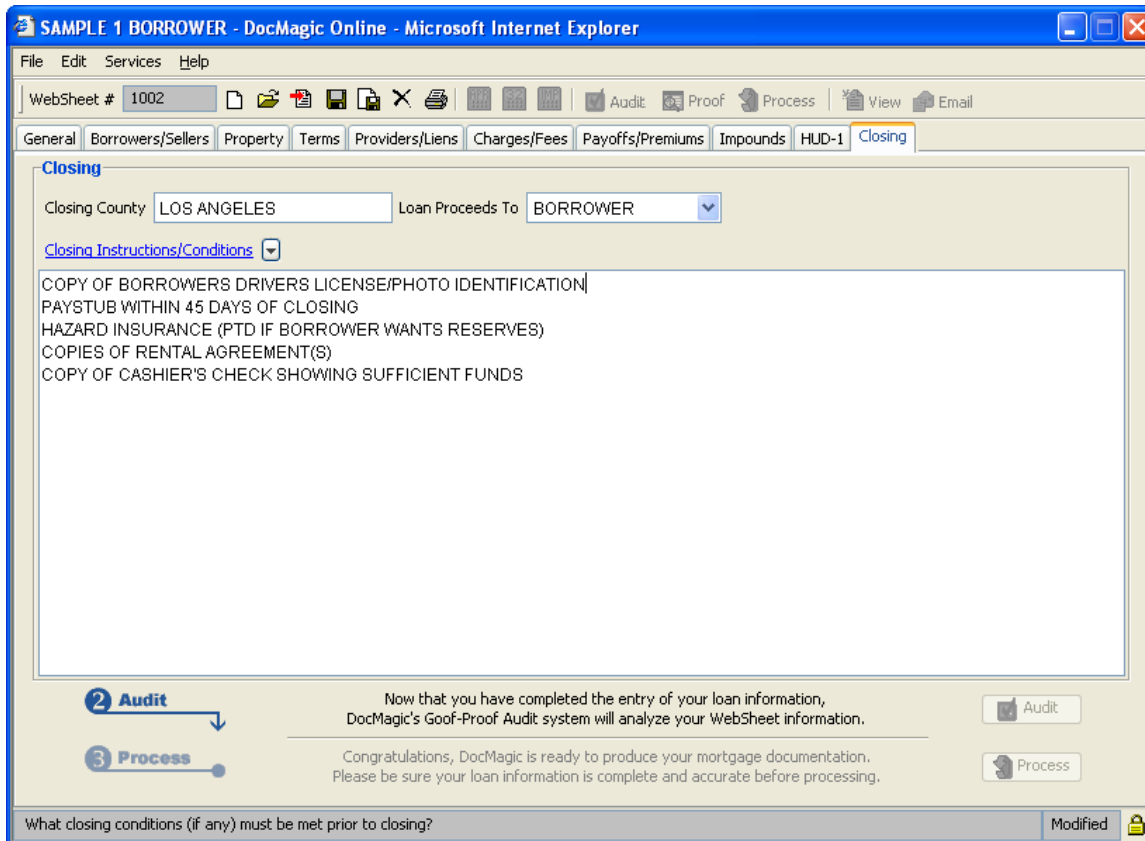 SAMPLE 1 BORROWER - DocMagic Online - Microsoft Internet Explorer
File Edit Services Help
WebSheet # 1002 Audit Proof Process View Email
General Borrowers/Sellers Property Terms Providers/Liens Charges/Fees Payoffs/Premiums Impounds HUD-1 Closing
Closing
Closing County LOS ANGELES Loan Proceeds To BORROWER
Closing Instructions/Conditions
COPY OF BORROWERS DRIVERS LICENSE/PHOTO IDENTIFICATION
PAYSTUB WITHIN 45 DAYS OF CLOSING
HAZARD INSURANCE (PTD IF BORROWER WANTS RESERVES)
COPIES OF RENTAL AGREEMENT(S)
COPY OF CASHIER'S CHECK SHOWING SUFFICIENT FUNDS
2 Audit
Now that you have completed the entry of your loan information,
DocMagic's Goof-Proof Audit system will analyze your WebSheet information.
Audit
3 Process
Congratulations, DocMagic is ready to produce your mortgage documentation.
Please be sure your loan information is complete and accurate before processing.
Process
What closing conditions (if any) must be met prior to closing? Modified